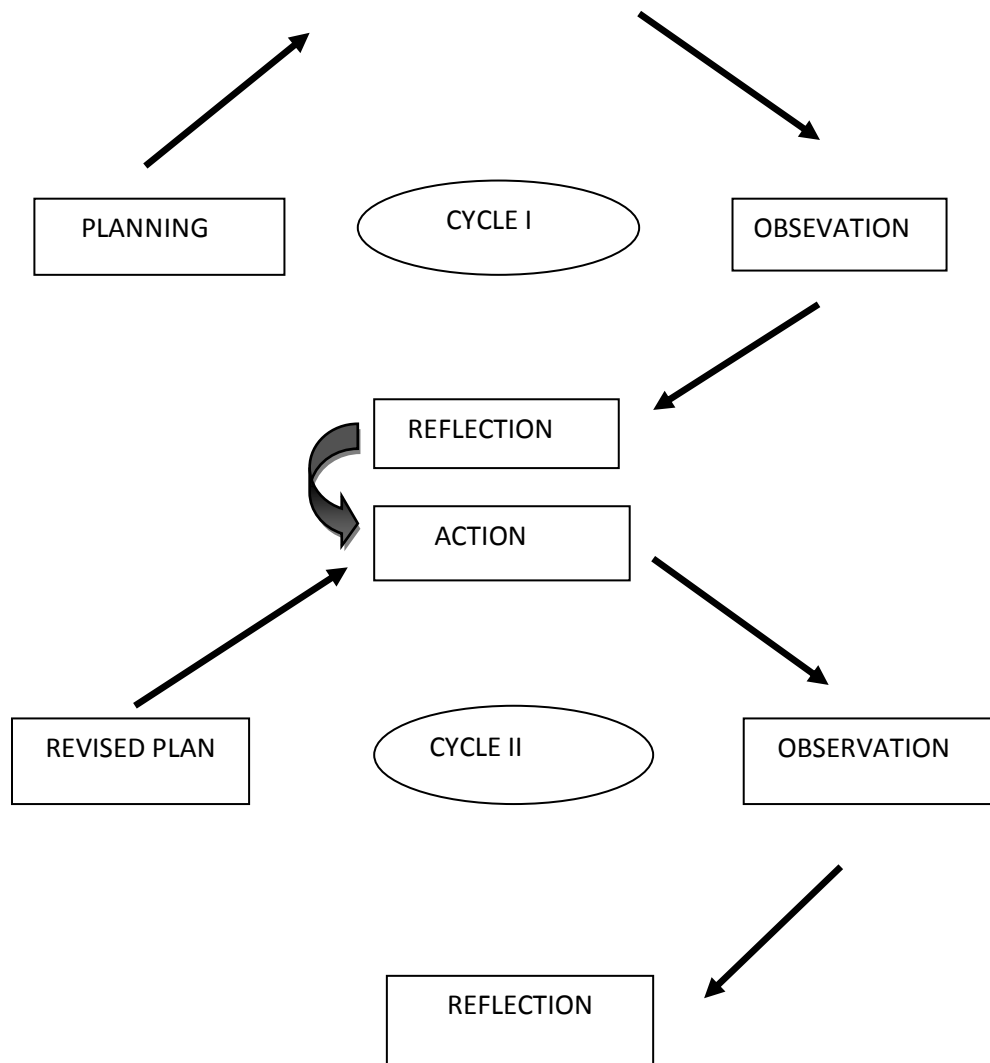 PLANNING
CYCLE I
OBSEVATION
REFLECTION
ACTION
REVISED PLAN
CYCLE II
OBSERVATION
REFLECTION